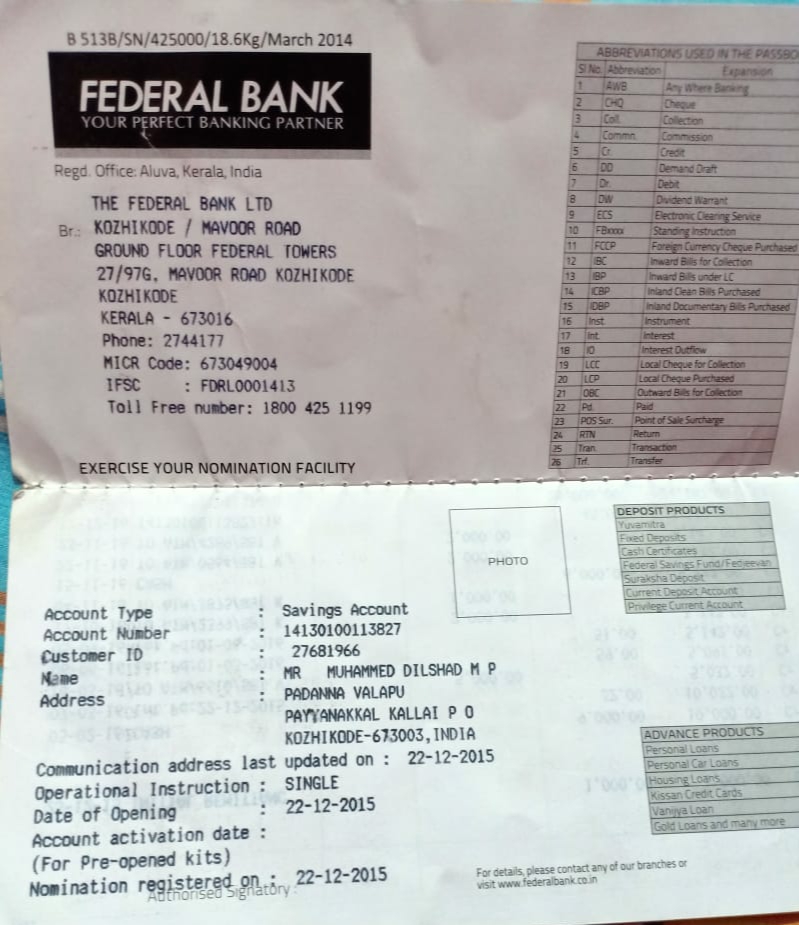 B 513B/SN/425000/18.6Kg/March 2014
FEDERAL BANK
YOUR PERFECT BANKING PARTNER
Regd. Office: Aluva, Kerala, India
THE FEDERAL BANK LTD
Br.: KOZHIKODE / MAVOOR ROAD
GROUND FLOOR FEDERAL TOWERS
27/97G, MAVOOR ROAD KOZHIKODE
KOZHIKODE
KERALA - 673016
Phone: 2744177
MICR Code: 673049004
IFSC : FDRL0001413
Toll Free number: 1800 425 1199
EXERCISE YOUR NOMINATION FACILITY
ABBREVIATIONS USED IN THE PASSBO
Sl No. Abbreviation Expansion
1 AWB Any Where Banking
2 CHQ Cheque
3 Coll. Collection
4 Commn. Commission
5 Cr. Credit
6 DD Demand Draft
7 Dr. Debit
8 DW Dividend Warrant
9 ECS Electronic Clearing Service
10 FBxxxx Standing Instruction
11 FCCP Foreign Currency Cheque Purchased
12 IBC Inward Bills for Collection
13 IBP Inward Bills under LC
14 ICBP Inland Clean Bills Purchased
15 IDBP Inland Documentary Bills Purchased
16 Inst. Instrument
17 Int. Interest
18 IO Interest Outflow
19 LCC Local Cheque for Collection
20 LCP Local Cheque Purchased
21 OBC Outward Bills for Collection
22 Pd. Paid
23 POS Sur. Point of Sale Surcharge
24 RTN Return
25 Tran. Transaction
26 Trf. Transfer
PHOTO
DEPOSIT PRODUCTS
Yuvamitra
Fixed Deposits
Cash Certificates
Federal Savings Fund/Fedjeevan
Suraksha Deposit
Current Deposit Account
Privilege Current Account
Account Type : Savings Account
Account Number : 14130100113827
Customer ID : 27681966
Name : MR MUHAMMED DILSHAD M P
Address : PADANNA VALAPU
PAYYANAKKAL KALLAI P O
KOZHIKODE-673003,INDIA
Communication address last updated on : 22-12-2015
Operational Instruction : SINGLE
Date of Opening : 22-12-2015
Account activation date :
(For Pre-opened kits)
Nomination registered on : 22-12-2015
Authorised Signatory :
ADVANCE PRODUCTS
Personal Loans
Personal Car Loans
Housing Loans
Kissan Credit Cards
Vanijya Loan
Gold Loans and many more
For details, please contact any of our branches or
visit www.federalbank.co.in